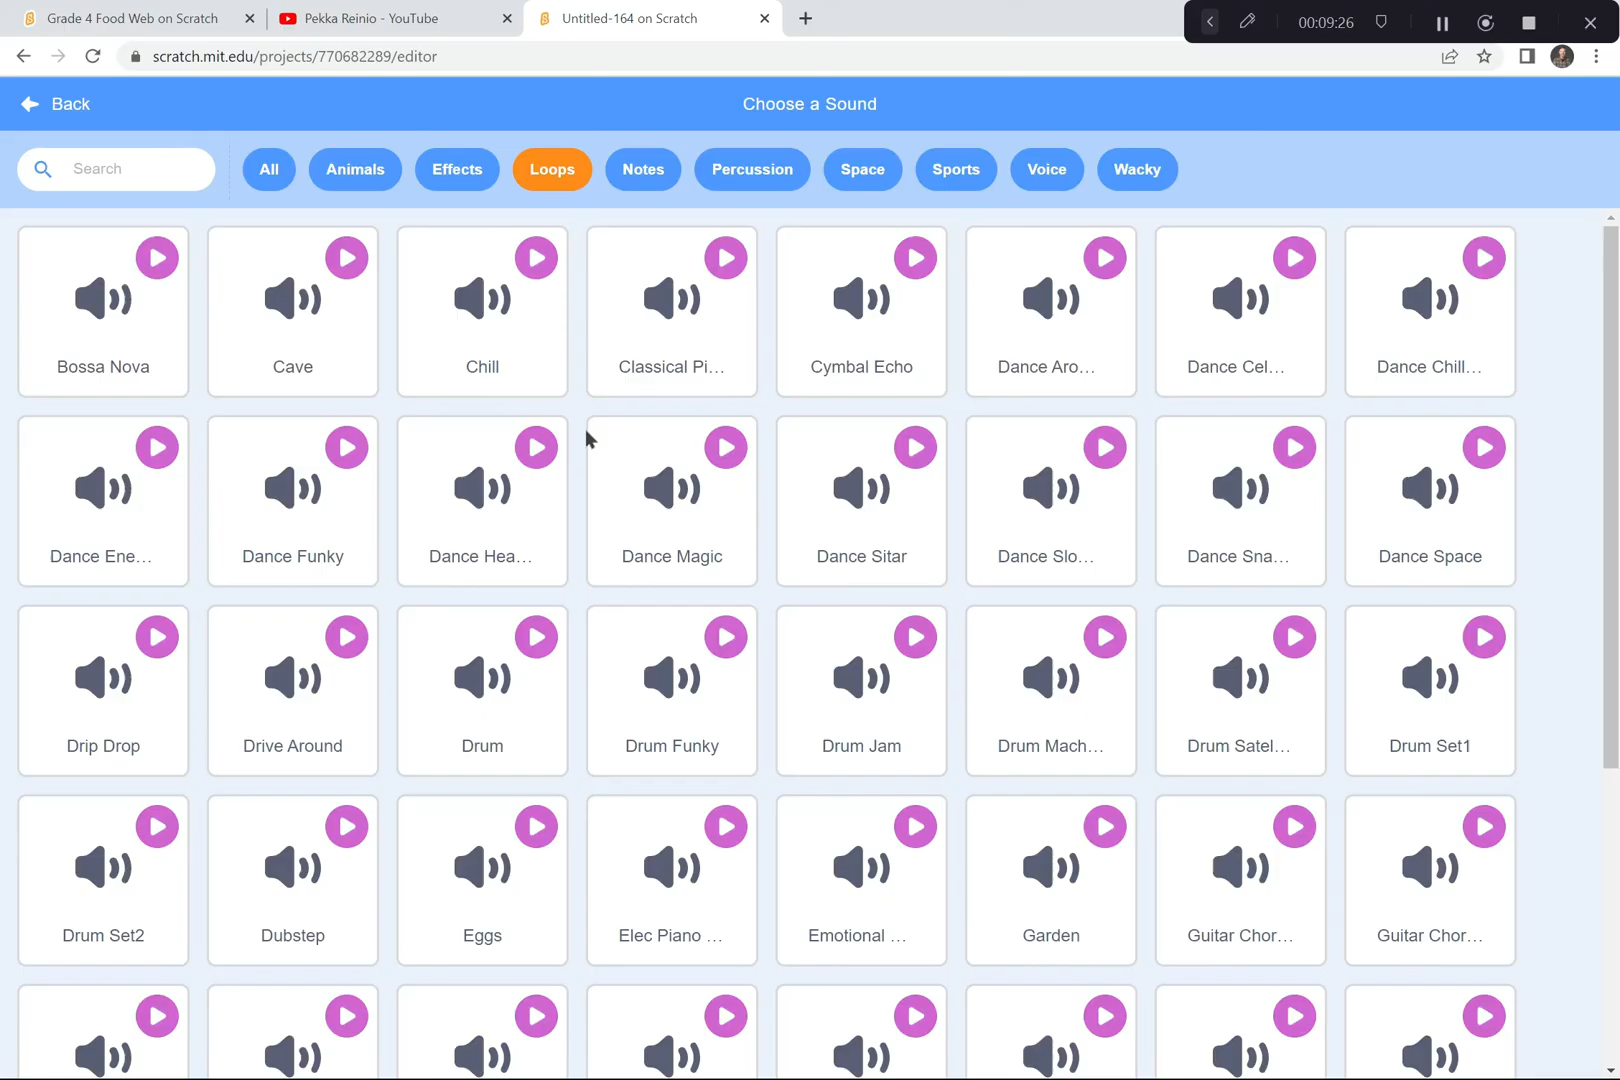 Grade 4 Food Web on Scratch
Pekka Reinio - YouTube
Untitled-164 on Scratch
00:09:26
scratch.mit.edu/projects/770682289/editor
Back
Choose a Sound
Search
All
Animals
Effects
Loops
Notes
Percussion
Space
Sports
Voice
Wacky
Bossa Nova
Cave
Chill
Classical Pi...
Cymbal Echo
Dance Aro...
Dance Cel...
Dance Chill...
Dance Ene...
Dance Funky
Dance Hea...
Dance Magic
Dance Sitar
Dance Slo...
Dance Sna...
Dance Space
Drip Drop
Drive Around
Drum
Drum Funky
Drum Jam
Drum Mach...
Drum Satel...
Drum Set1
Drum Set2
Dubstep
Eggs
Elec Piano ...
Emotional ...
Garden
Guitar Chor...
Guitar Chor...